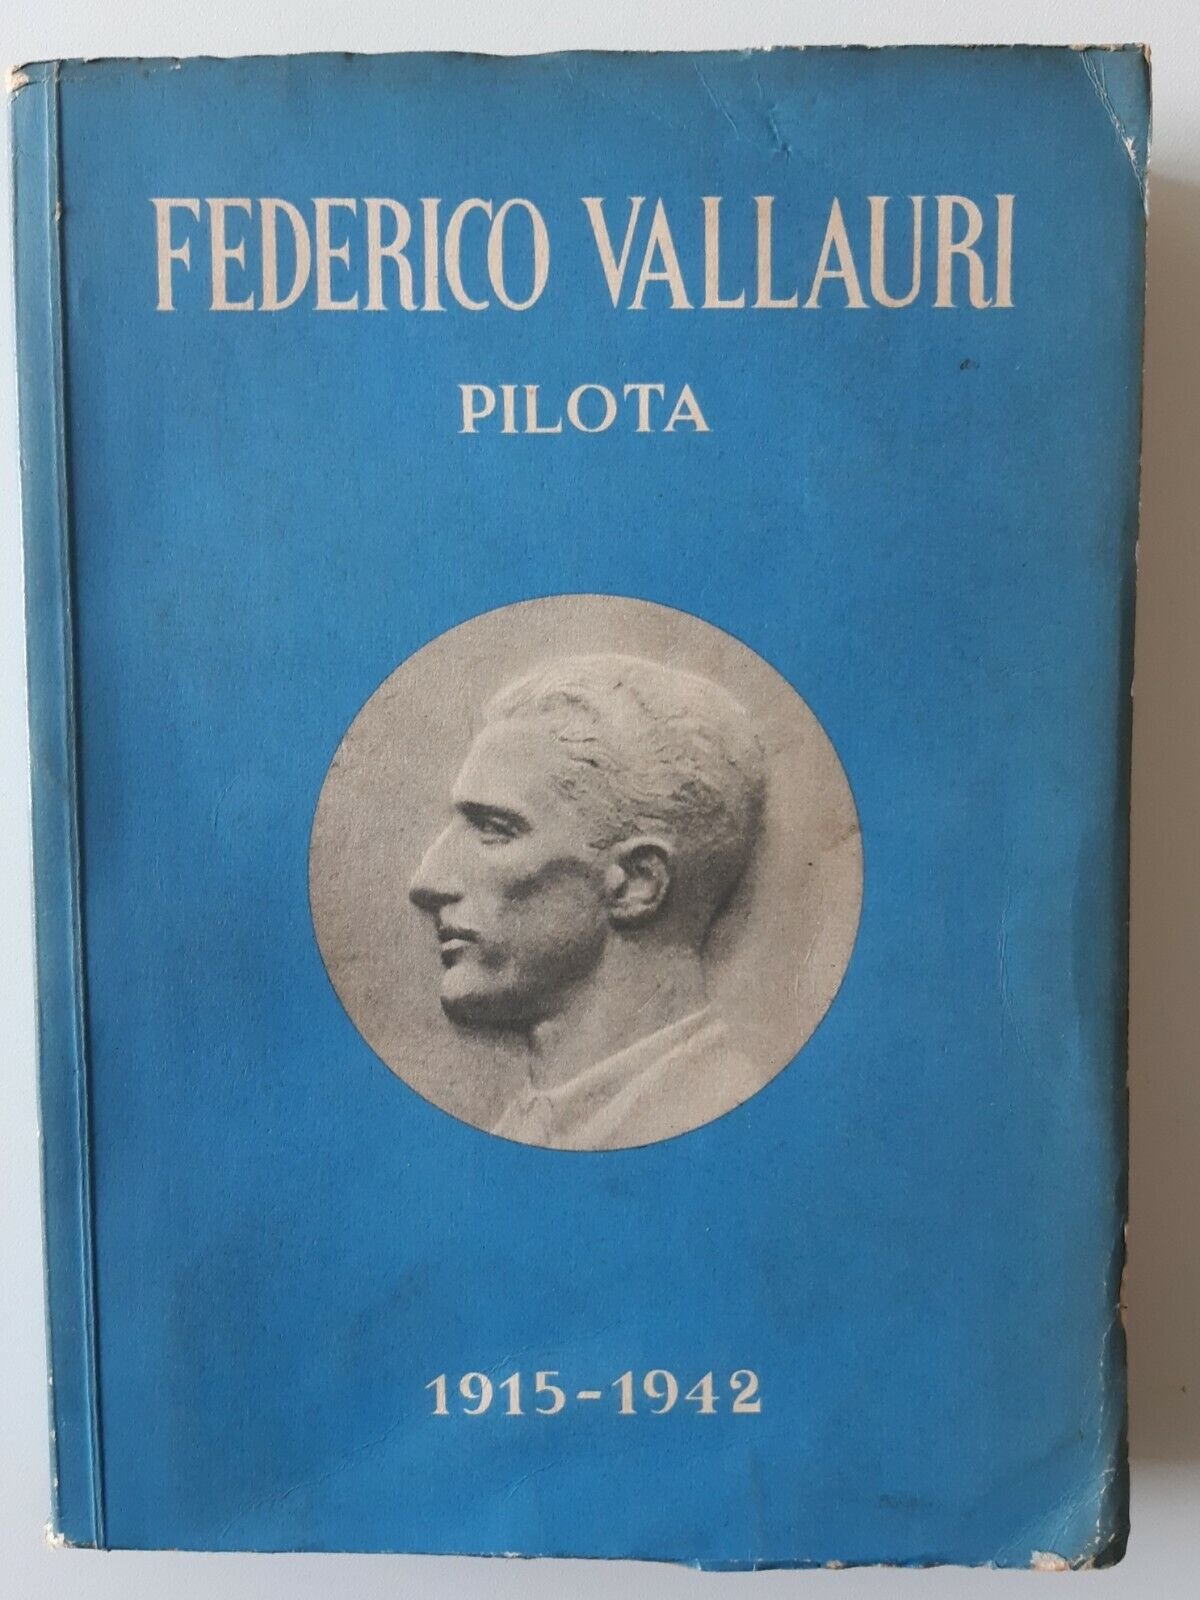 FEDERICO VALLAURI
PILOTA
1915-1942